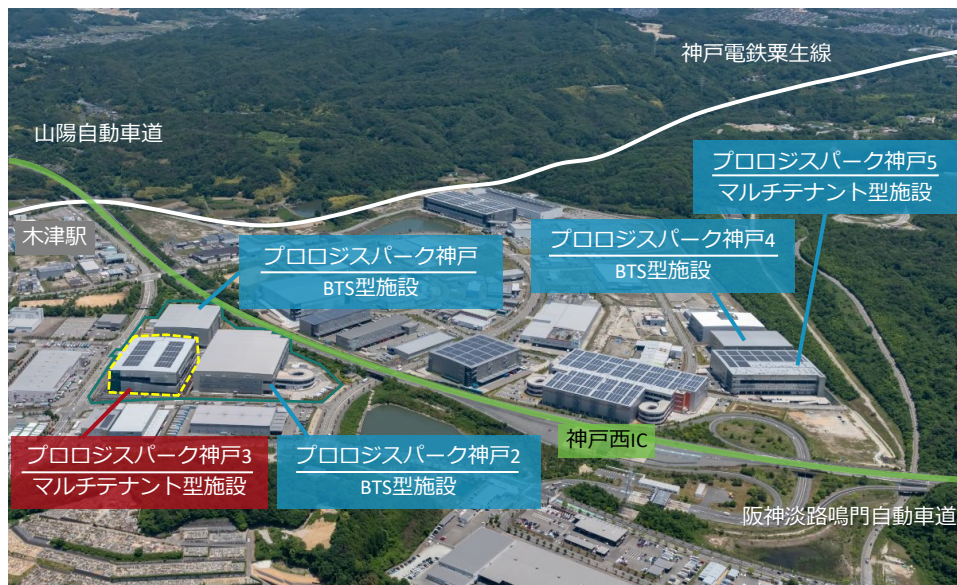 神戸電鉄粟生線
山陽自動車道
プロロジスパーク神戸5
マルチテナント型施設
木津駅
プロロジスパーク神戸
BTS型施設
プロロジスパーク神戸4
BTS型施設
神戸西IC
プロロジスパーク神戸3
マルチテナント型施設
プロロジスパーク神戸2
BTS型施設
阪神淡路鳴門自動車道